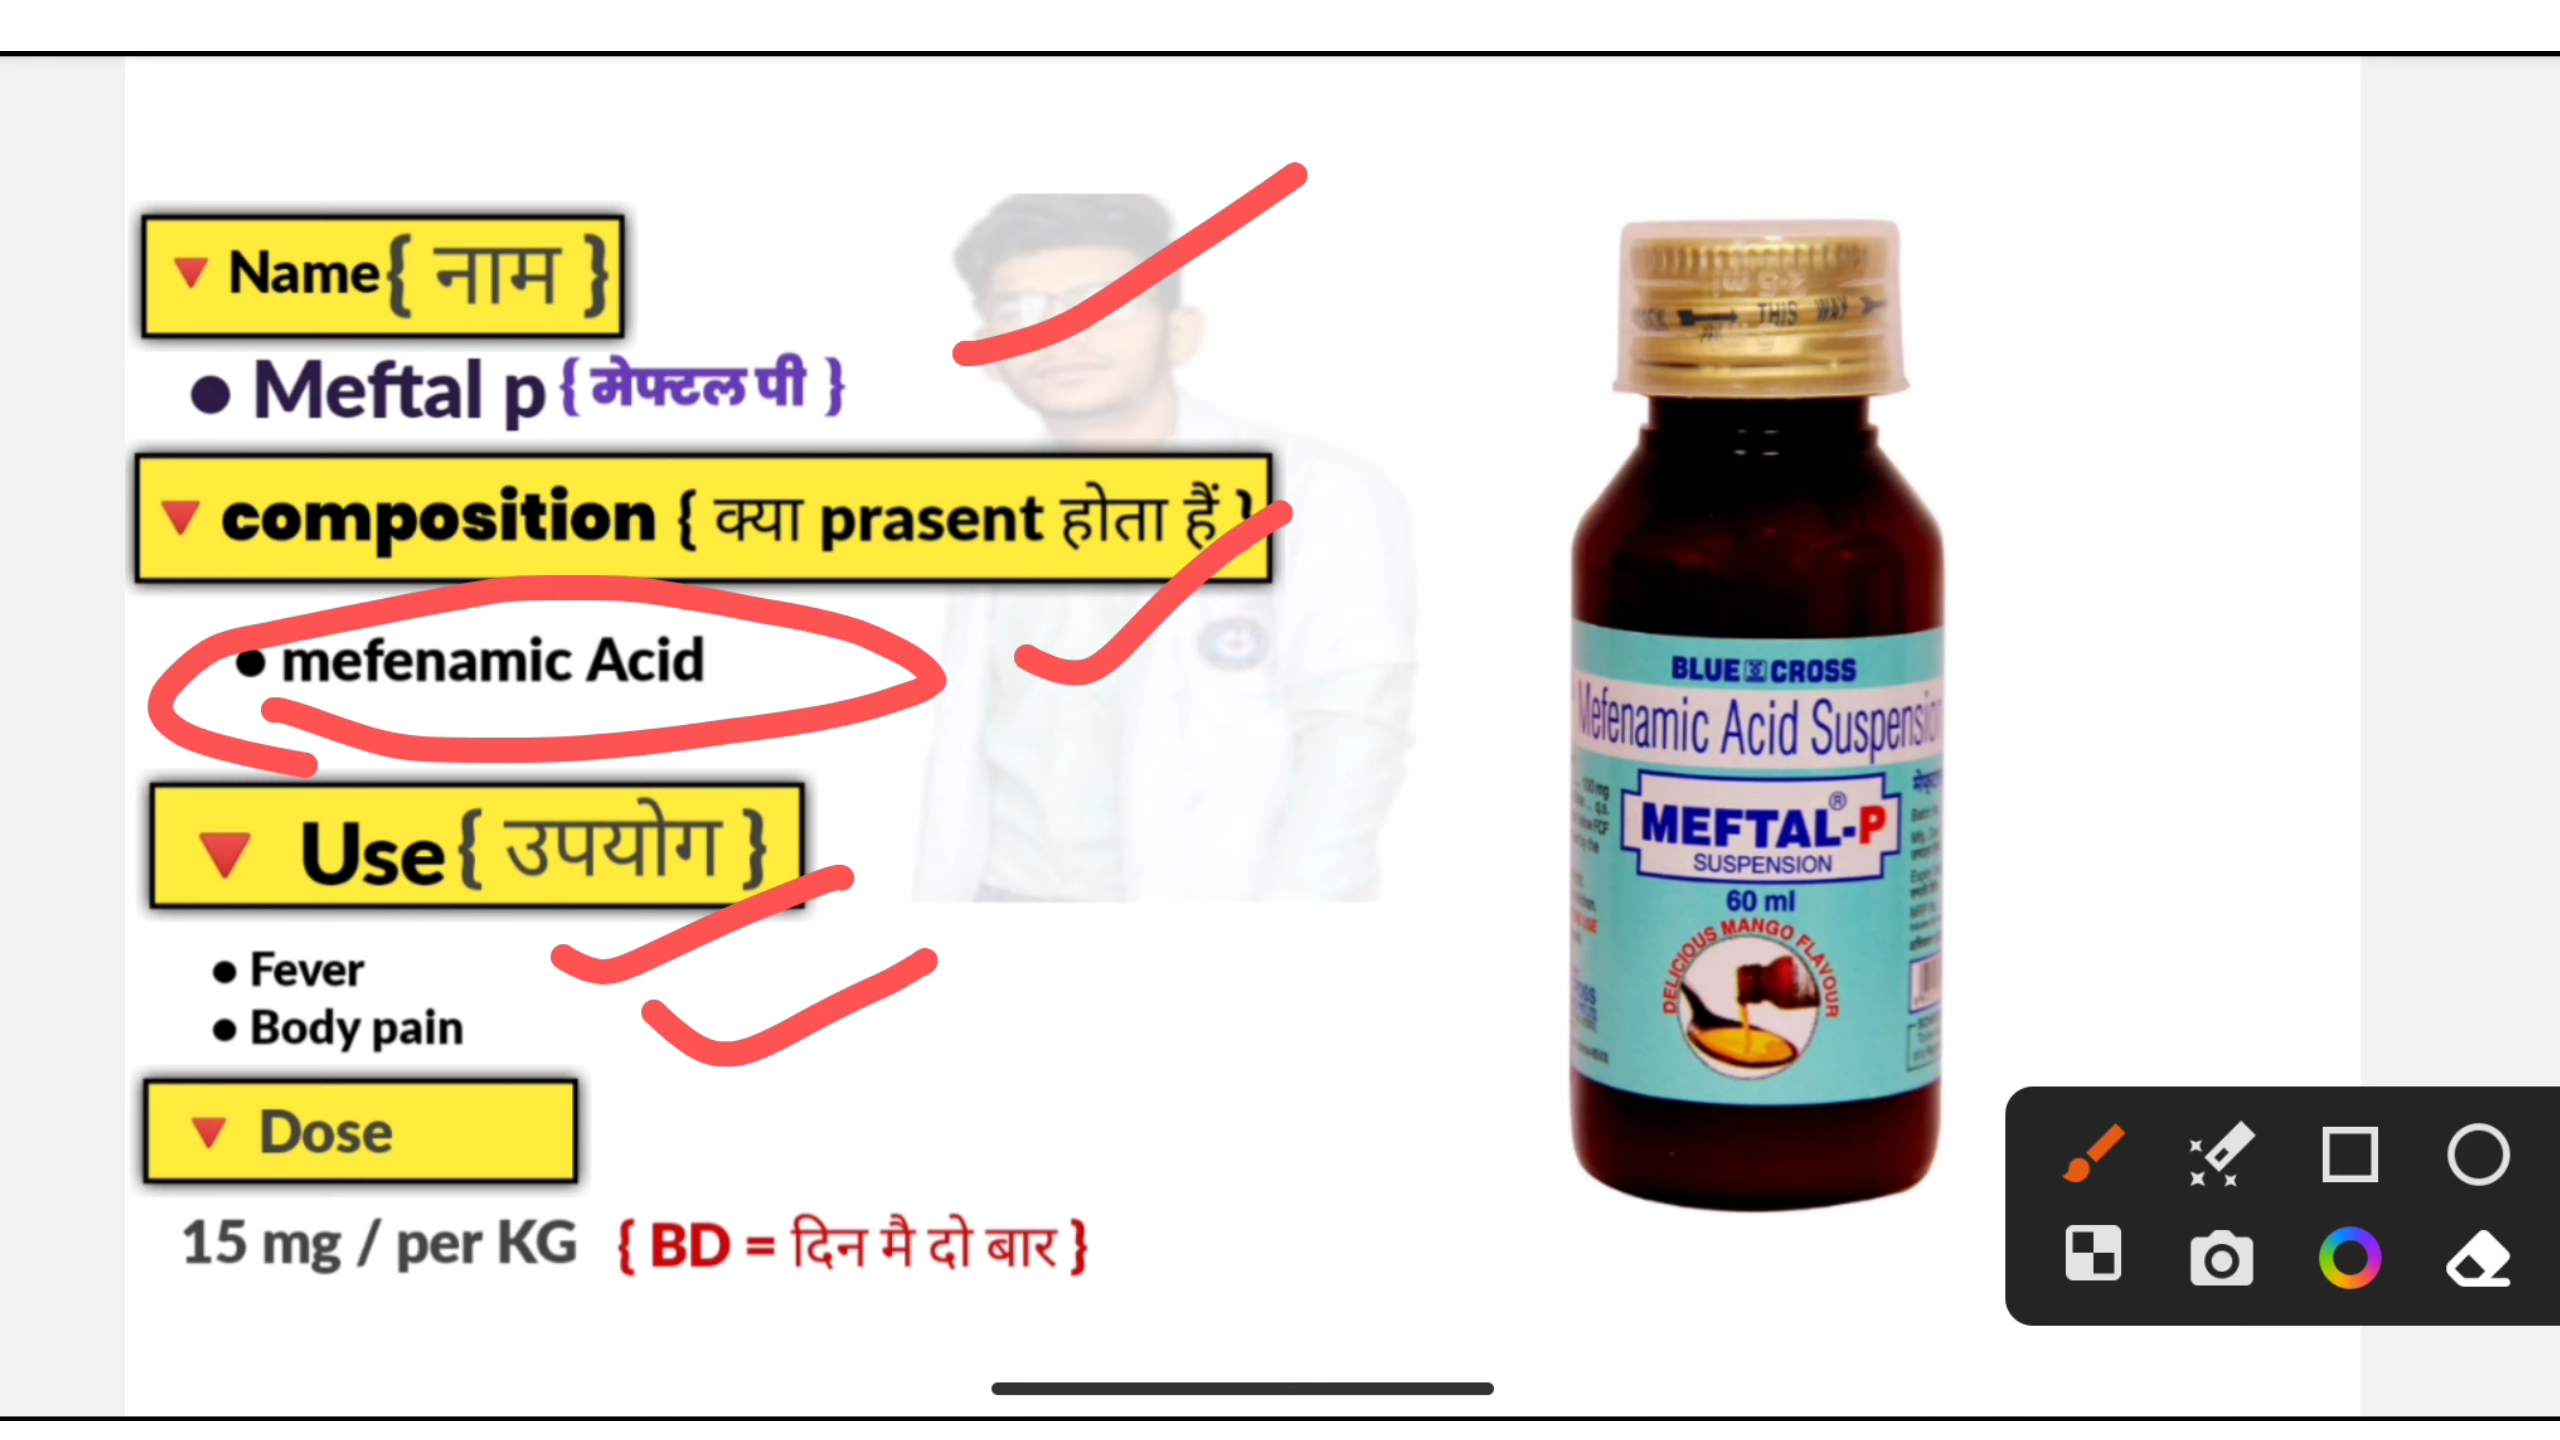 Name{ नाम }
Meftal p { मेफ्टल पी }
composition { क्या prasent होता हैं }
mefenamic Acid
Use{ उपयोग }
Fever
Body pain
Dose
15 mg / per KG { BD = दिन मै दो बार }
THIS WAY
BLUE CROSS
Mefenamic Acid Suspension
MEFTAL-P®
SUSPENSION
60 ml
DELICIOUS MANGO FLAVOUR